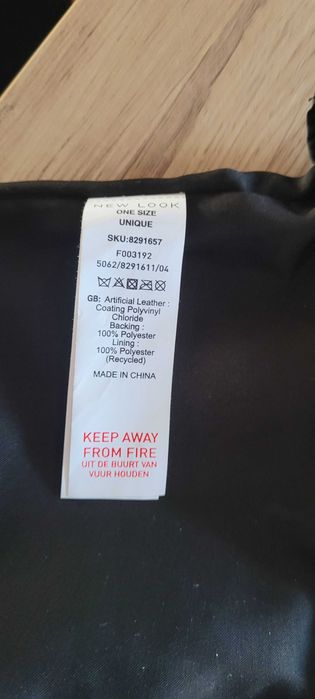 NEW LOOK
ONE SIZE
UNIQUE
SKU:8291657
F003192
5062/8291611/04
GB: Artificial Leather :
Coating Polyvinyl
Chloride
Backing :
100% Polyester
Lining :
100% Polyester
(Recycled)
MADE IN CHINA
KEEP AWAY
FROM FIRE
UIT DE BUURT VAN
VUUR HOUDEN